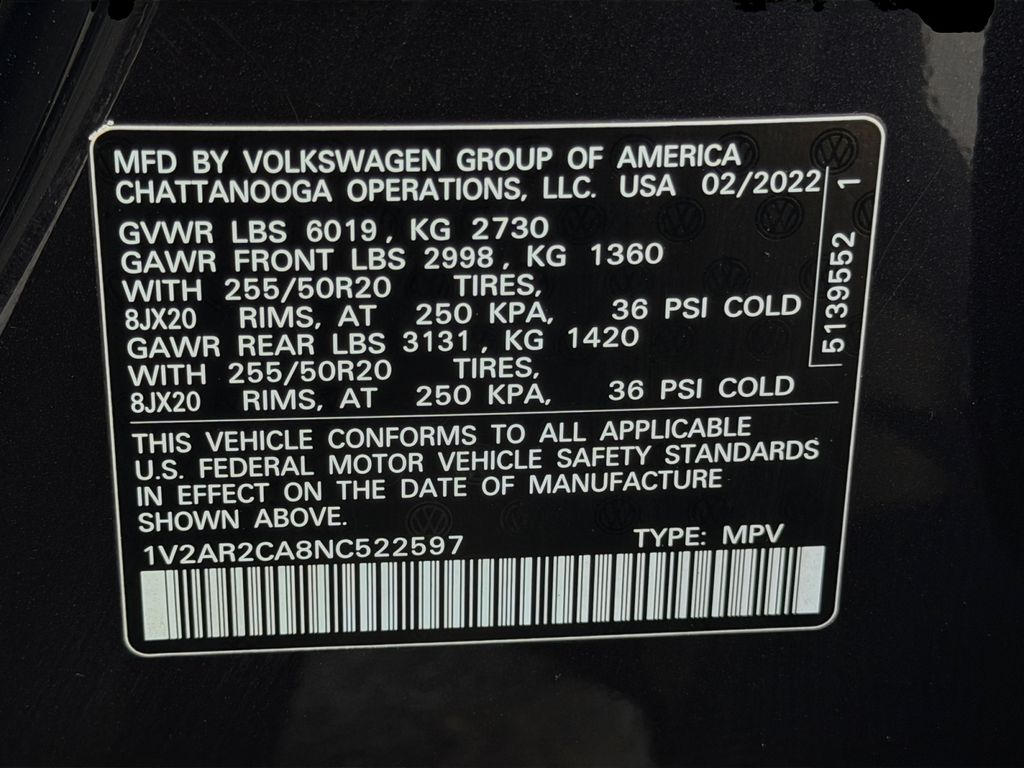 MFD BY VOLKSWAGEN GROUP OF AMERICA
CHATTANOOGA OPERATIONS, LLC. USA 02/2022
GVWR LBS 6019, KG 2730
GAWR FRONT LBS 2998, KG 1360
WITH 255/50R20 TIRES,
8JX20 RIMS, AT 250 KPA, 36 PSI COLD
GAWR REAR LBS 3131, KG 1420
WITH 255/50R20 TIRES,
8JX20 RIMS, AT 250 KPA, 36 PSI COLD
THIS VEHICLE CONFORMS TO ALL APPLICABLE
U.S. FEDERAL MOTOR VEHICLE SAFETY STANDARDS
IN EFFECT ON THE DATE OF MANUFACTURE
SHOWN ABOVE.
1V2AR2CA8NC522597 TYPE: MPV
5139552 1